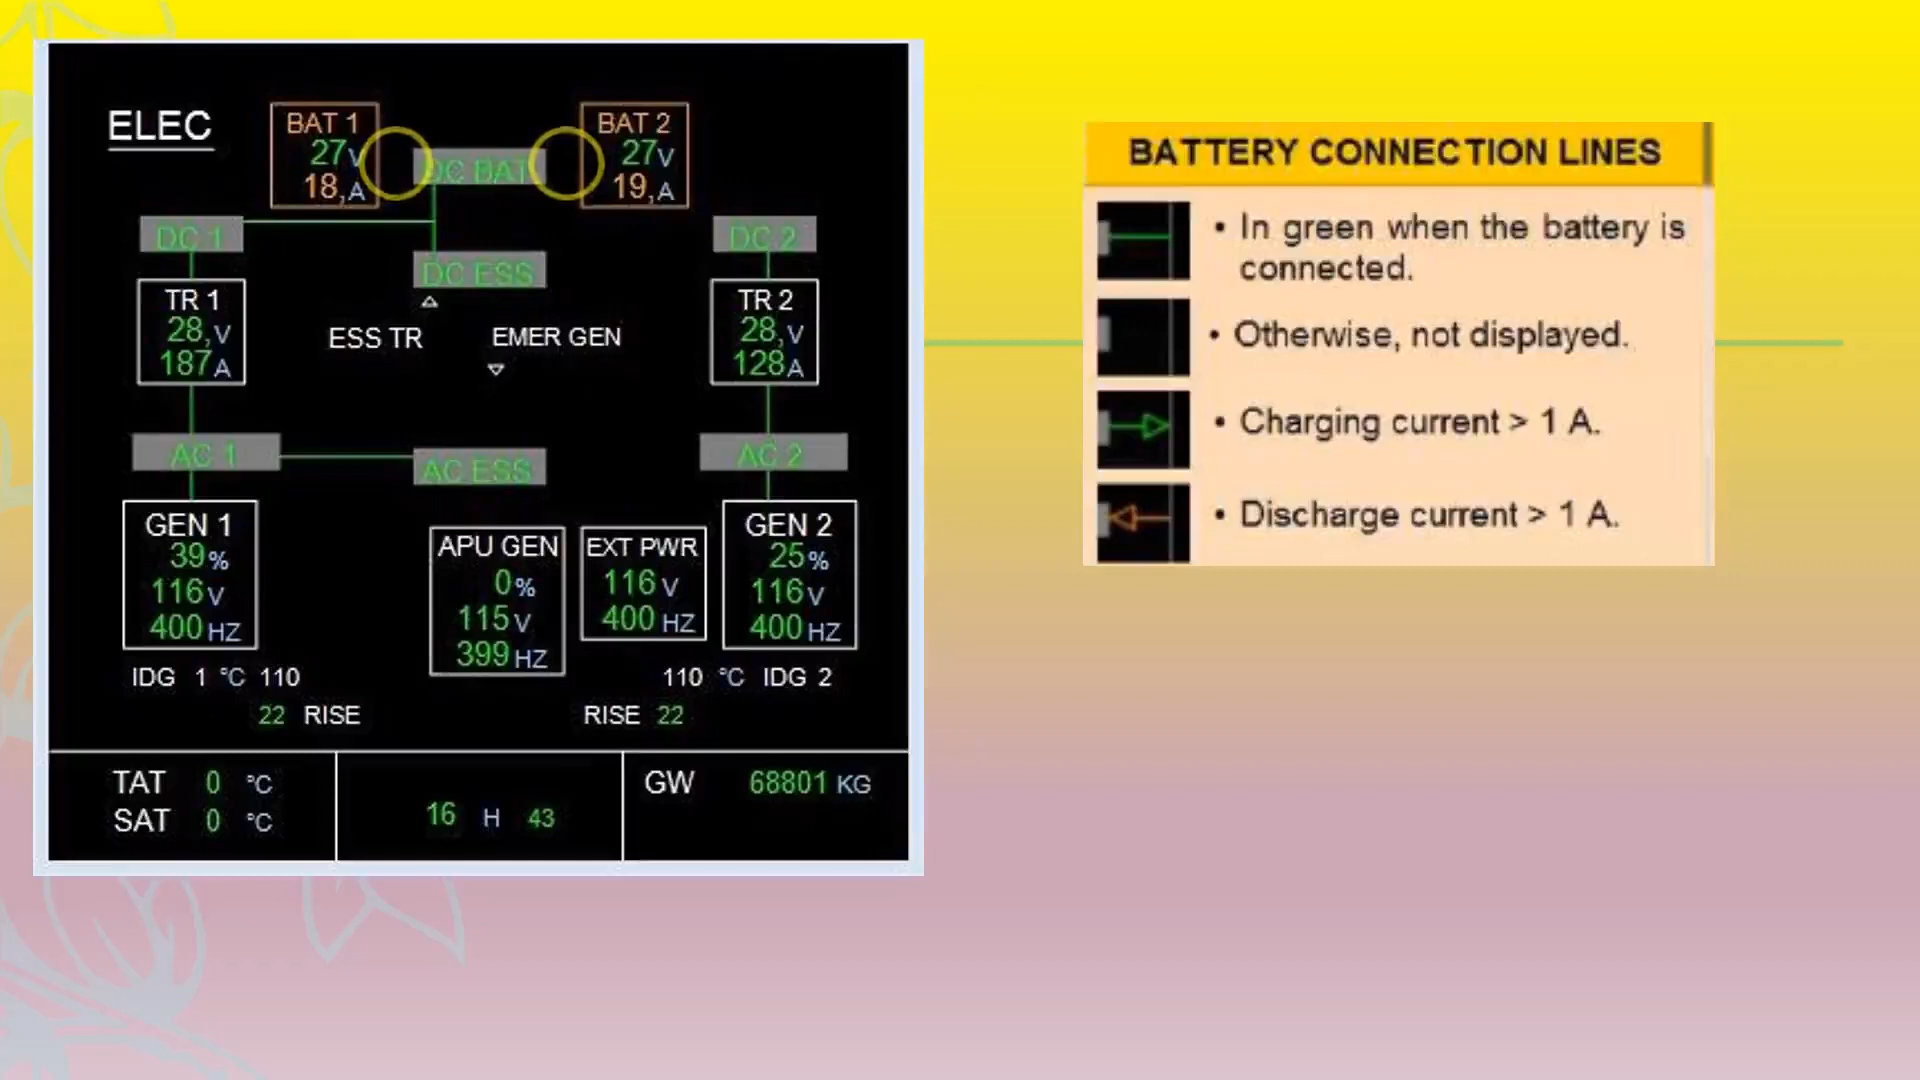 ELEC
BAT 1
27 V
18, A
DC BAT
BAT 2
27 V
19, A
DC 1
DC 2
DC ESS
TR 1
28, V
187 A
ESS TR
EMER GEN
TR 2
28, V
128 A
AC 1
AC ESS
AC 2
GEN 1
39 %
116 V
400 HZ
APU GEN
0 %
115 V
399 HZ
EXT PWR
116 V
400 HZ
GEN 2
25 %
116 V
400 HZ
IDG 1 °C 110
110 °C IDG 2
22 RISE
RISE 22
TAT 0 °C
SAT 0 °C
16 H 43
GW 68801 KG
BATTERY CONNECTION LINES
• In green when the battery is
connected.
• Otherwise, not displayed.
• Charging current > 1 A.
• Discharge current > 1 A.